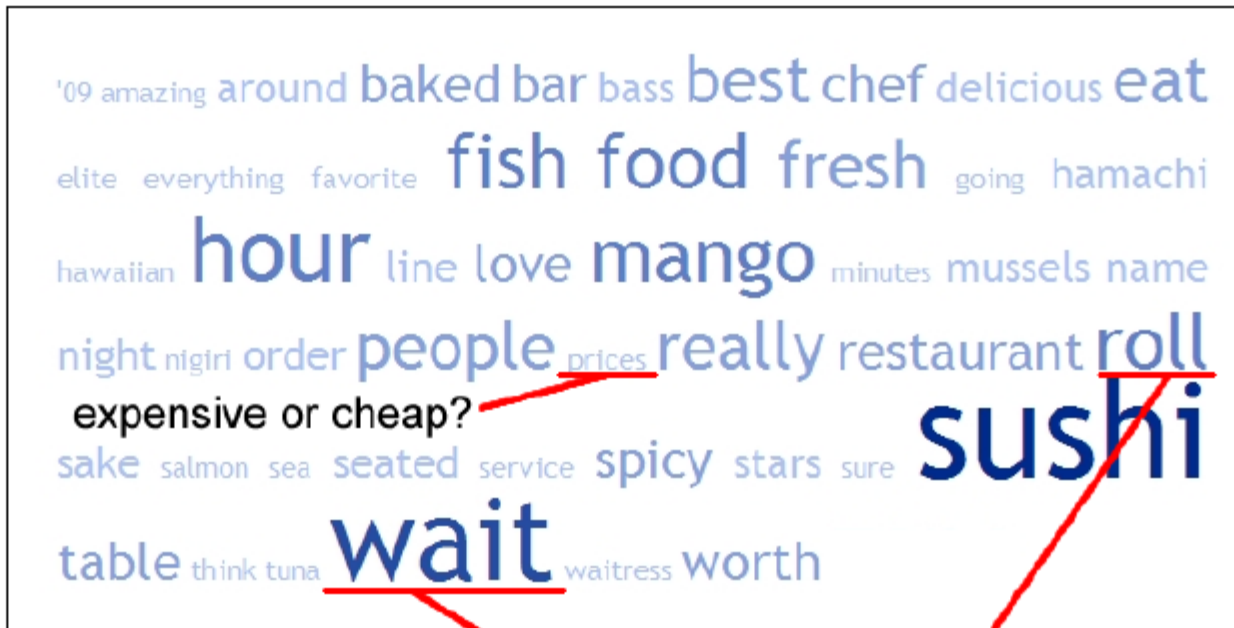 '09 amazing around baked bar bass best chef delicious eat
elite everything favorite fish food fresh going hamachi
hawaiian hour line love mango minutes mussels name
night nigiri order people prices really restaurant roll
expensive or cheap?
sake salmon sea seated service spicy stars sure sushi
table think tuna wait waitress worth